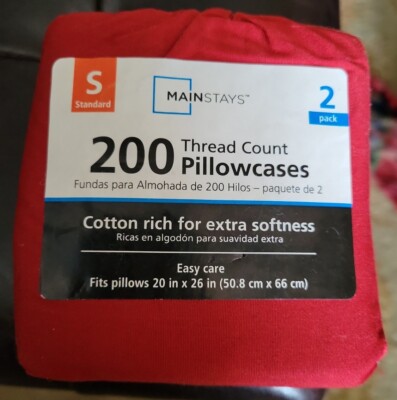 S
Standard
MAINSTAYS™
2
pack
200 Thread Count
Pillowcases
Fundas para Almohada de 200 Hilos – paquete de 2
Cotton rich for extra softness
Ricas en algodón para suavidad extra
Easy care
Fits pillows 20 in x 26 in (50.8 cm x 66 cm)